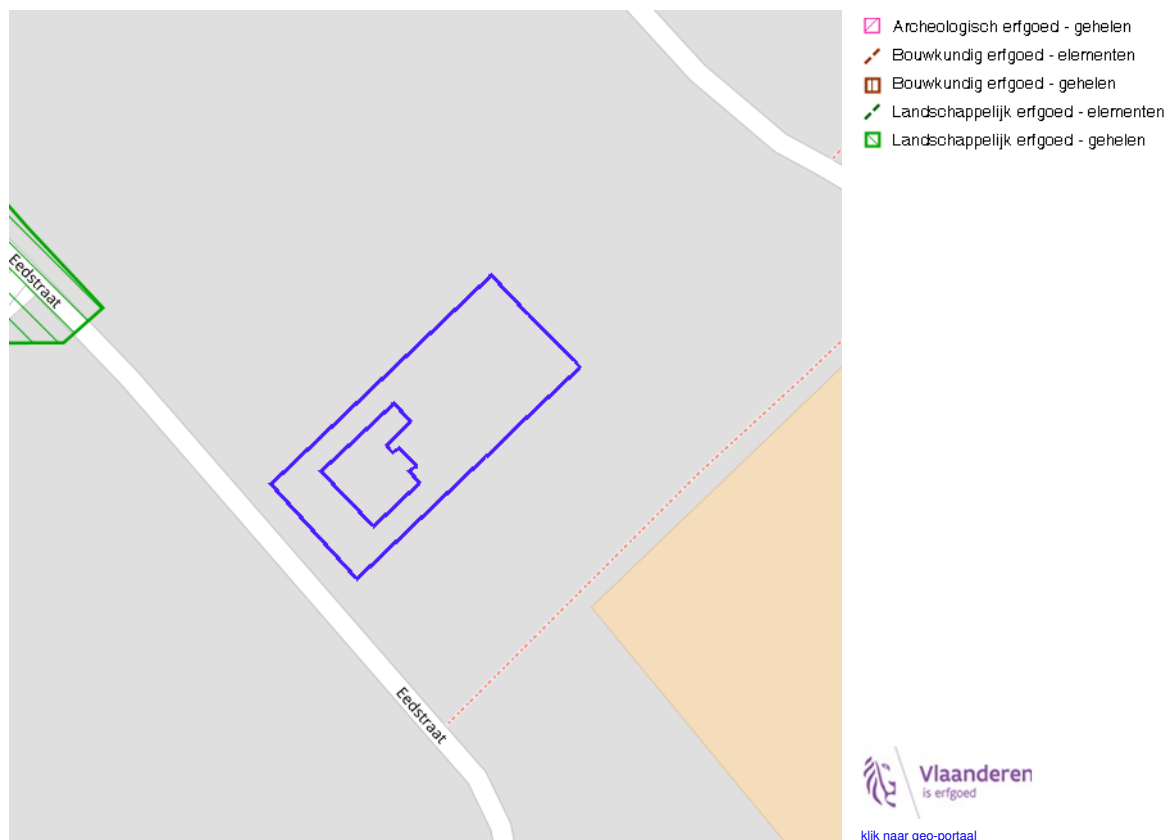 Archeologisch erfgoed - gehelen
Bouwkundig erfgoed - elementen
Bouwkundig erfgoed - gehelen
Landschappelijk erfgoed - elementen
Landschappelijk erfgoed - gehelen
Eedstraat
Eedstraat
Vlaanderen
is erfgoed
klik naar geo-portaal